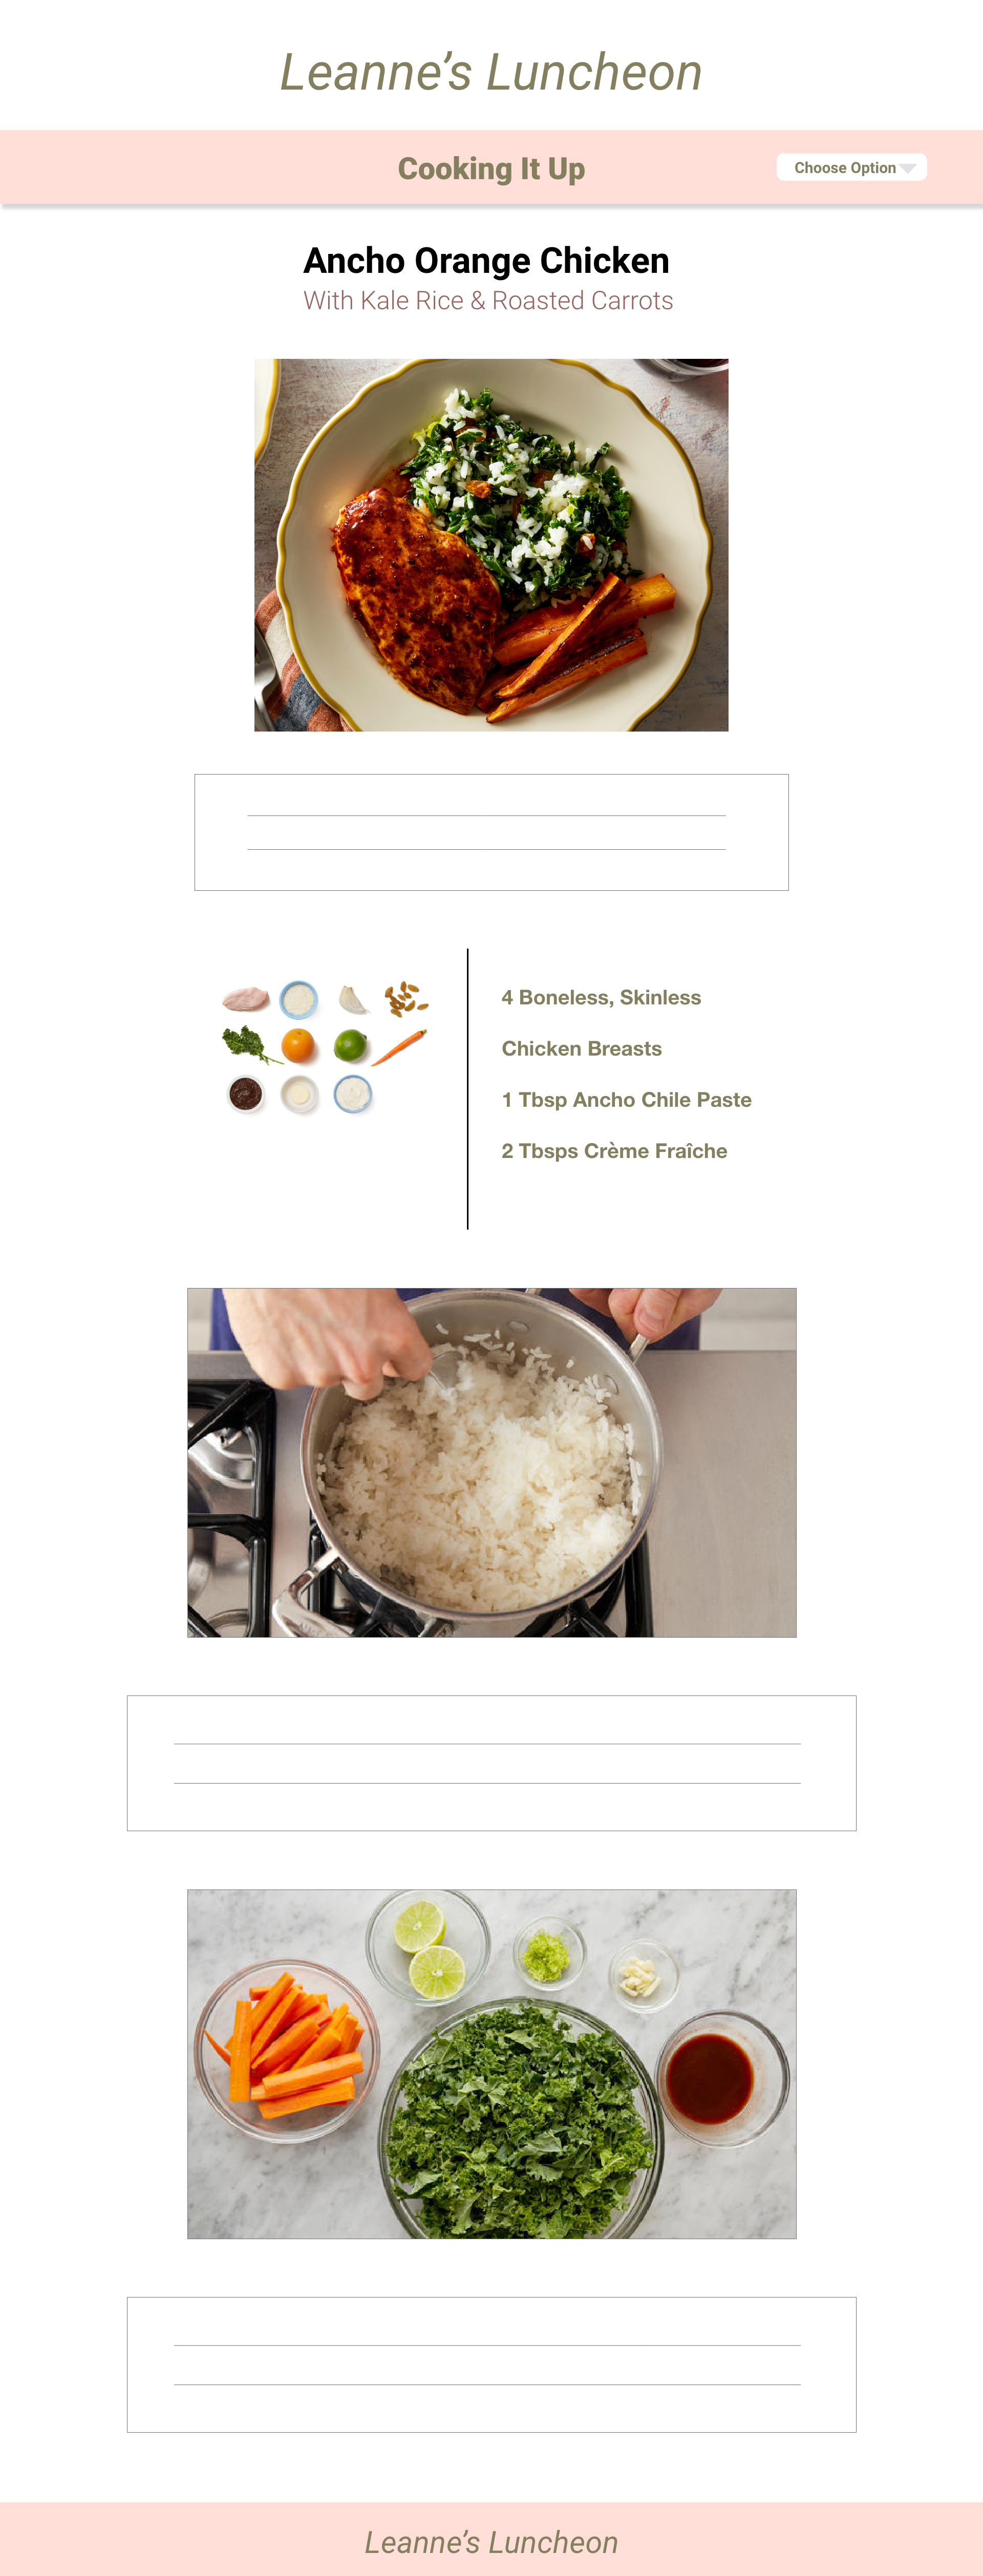 Leanne’s Luncheon
Cooking It Up
Choose Option
Ancho Orange Chicken
With Kale Rice & Roasted Carrots
4 Boneless, Skinless
Chicken Breasts
1 Tbsp Ancho Chile Paste
2 Tbsps Crème Fraîche
Leanne’s Luncheon